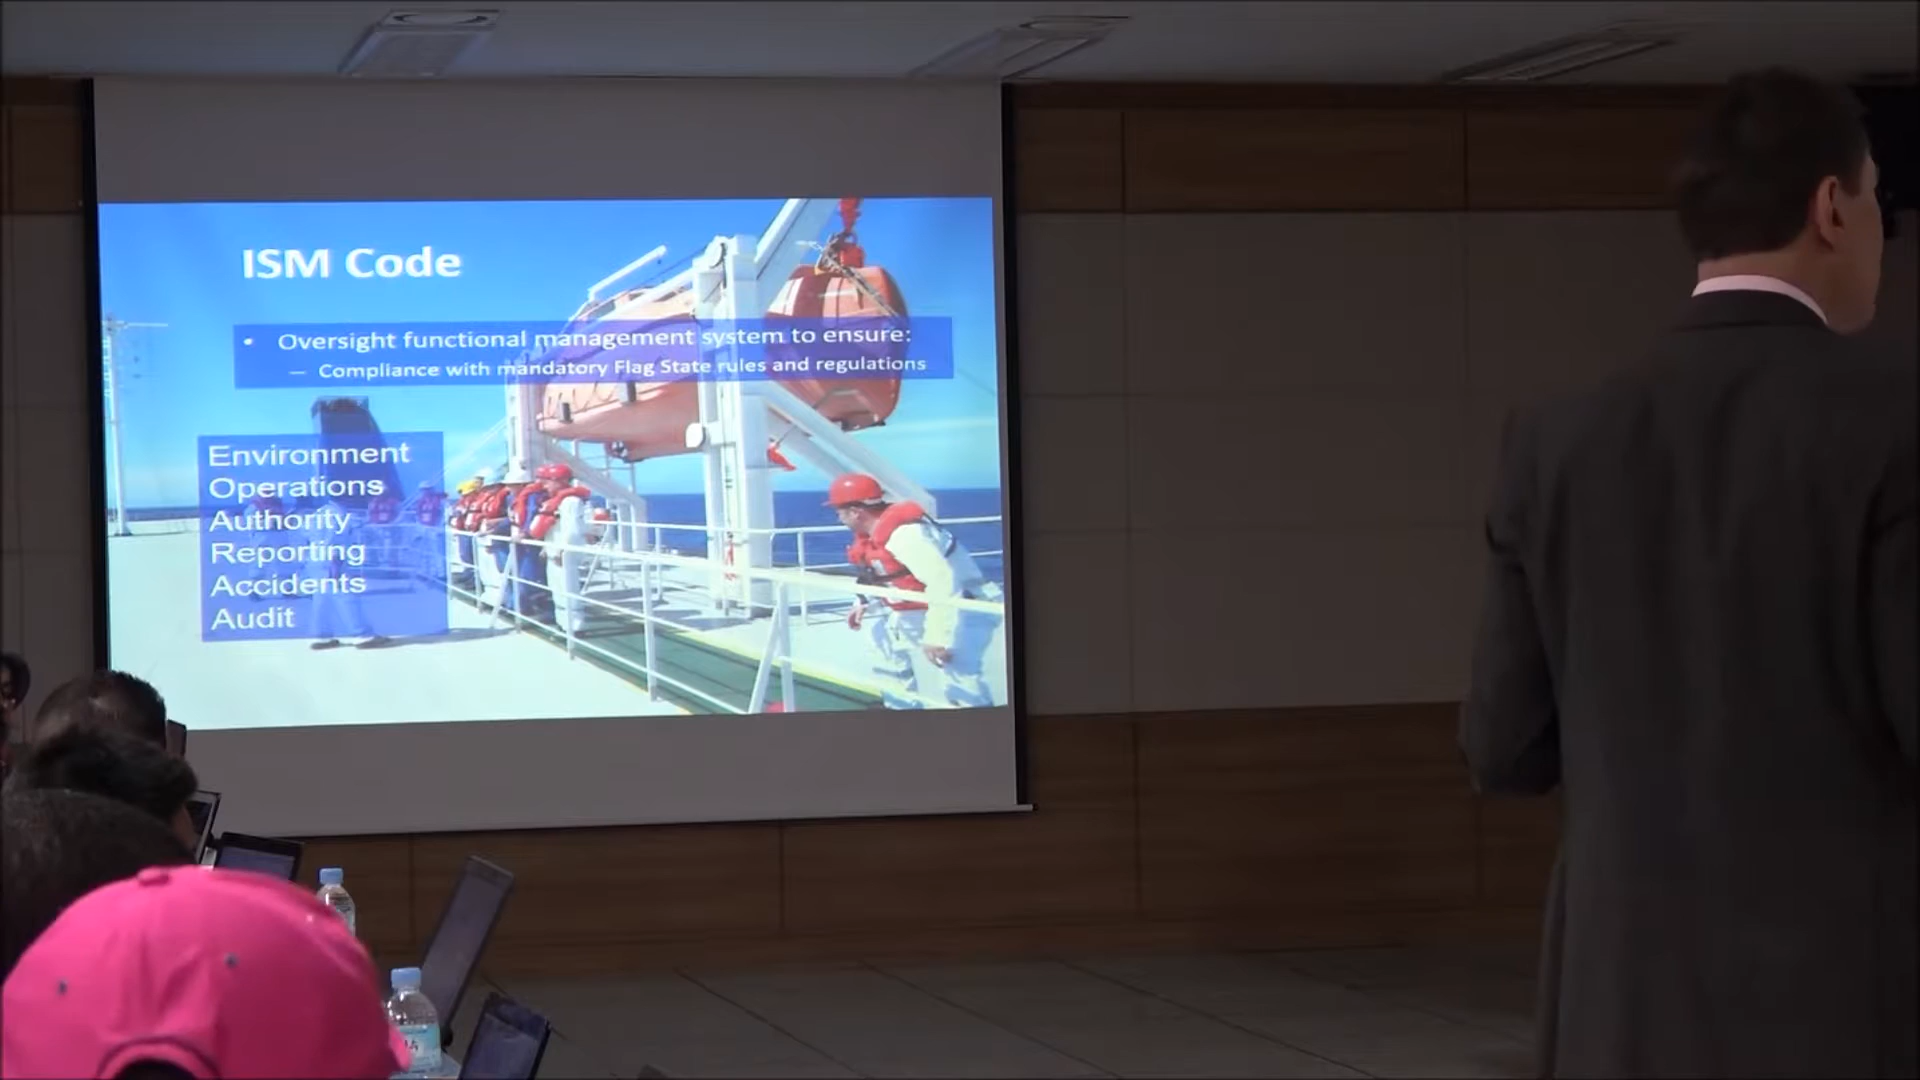 ISM Code
• Oversight functional management system to ensure:
– Compliance with mandatory Flag State rules and regulations
Environment
Operations
Authority
Reporting
Accidents
Audit